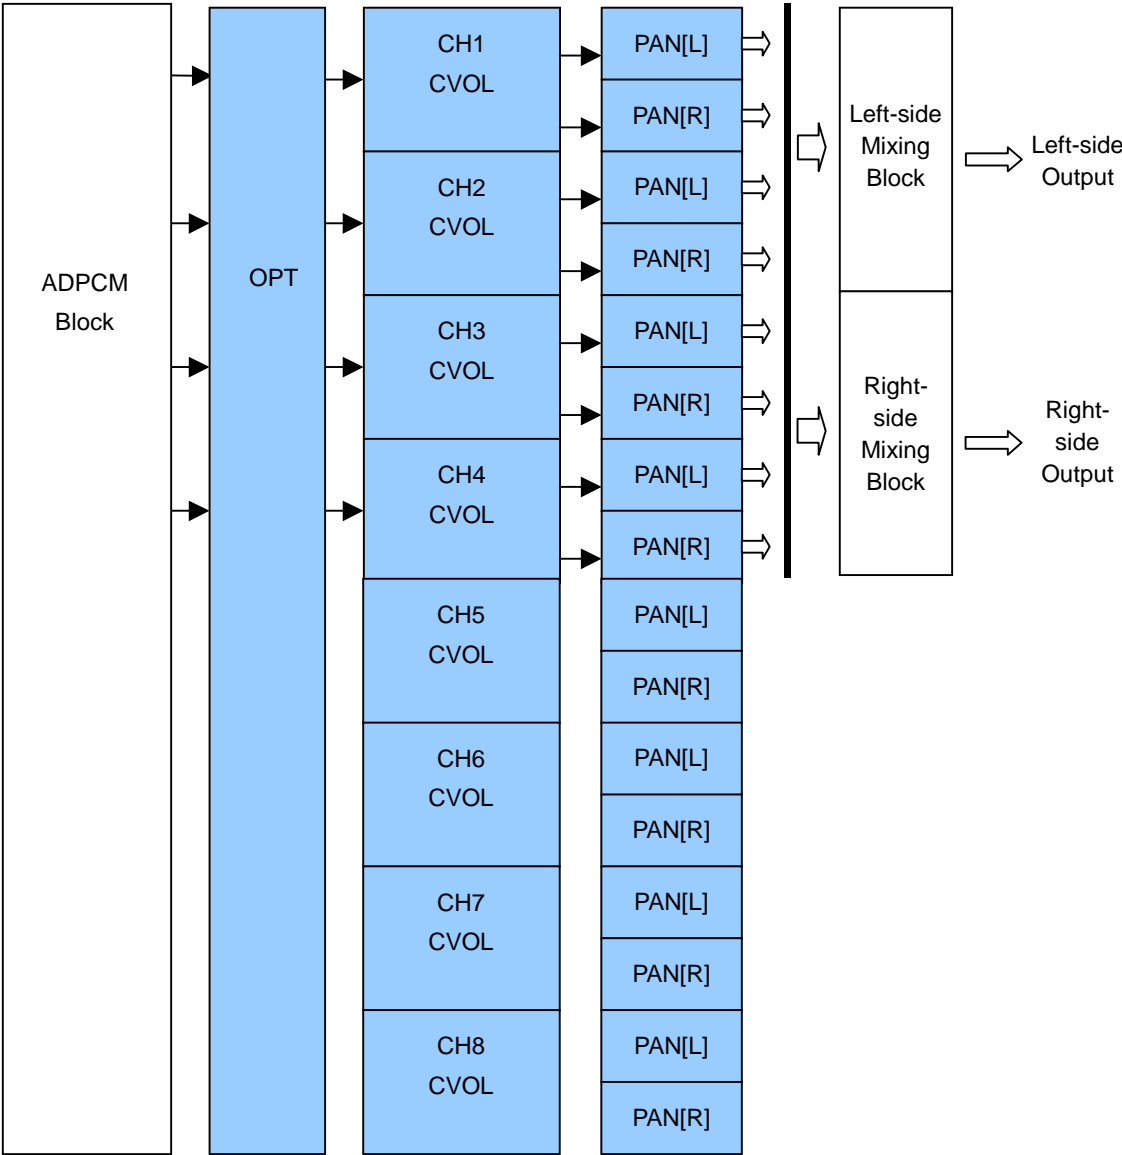 ADPCM
Block
OPT
CH1
CVOL
CH2
CVOL
CH3
CVOL
CH4
CVOL
CH5
CVOL
CH6
CVOL
CH7
CVOL
CH8
CVOL
PAN[L]
PAN[R]
PAN[L]
PAN[R]
PAN[L]
PAN[R]
PAN[L]
PAN[R]
PAN[L]
PAN[R]
PAN[L]
PAN[R]
PAN[L]
PAN[R]
PAN[L]
PAN[R]
Left-side
Mixing
Block
Right-
side
Mixing
Block
Left-side
Output
Right-
side
Output